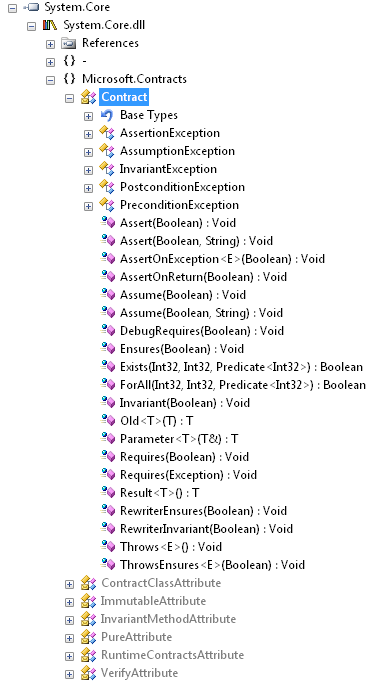 System.Core
System.Core.dll
References
{} -
{} Microsoft.Contracts
Contract
Base Types
AssertionException
AssumptionException
InvariantException
PostconditionException
PreconditionException
Assert(Boolean) : Void
Assert(Boolean, String) : Void
AssertOnException<E>(Boolean) : Void
AssertOnReturn(Boolean) : Void
Assume(Boolean) : Void
Assume(Boolean, String) : Void
DebugRequires(Boolean) : Void
Ensures(Boolean) : Void
Exists(Int32, Int32, Predicate<Int32>) : Boolean
ForAll(Int32, Int32, Predicate<Int32>) : Boolean
Invariant(Boolean) : Void
Old<T>(T) : T
Parameter<T>(T&) : T
Requires(Boolean) : Void
Requires(Exception) : Void
Result<T>() : T
RewriterEnsures(Boolean) : Void
RewriterInvariant(Boolean) : Void
Throws<E>() : Void
ThrowsEnsures<E>(Boolean) : Void
ContractClassAttribute
ImmutableAttribute
InvariantMethodAttribute
PureAttribute
RuntimeContractsAttribute
VerifyAttribute